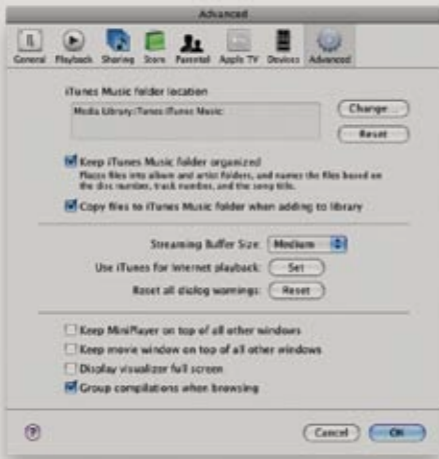 Advanced
General Playback Sharing Store Parental Apple TV Devices Advanced
iTunes Music folder location
Media Library:iTunes:iTunes Music:
Change...
Reset
Keep iTunes Music folder organized
Places files into album and artist folders, and names the files based on
the disc number, track number, and the song title.
Copy files to iTunes Music folder when adding to library
Streaming Buffer Size: Medium
Use iTunes for Internet playback: Set
Reset all dialog warnings: Reset
Keep MiniPlayer on top of all other windows
Keep movie window on top of all other windows
Display visualizer full screen
Group compilations when browsing
? Cancel OK